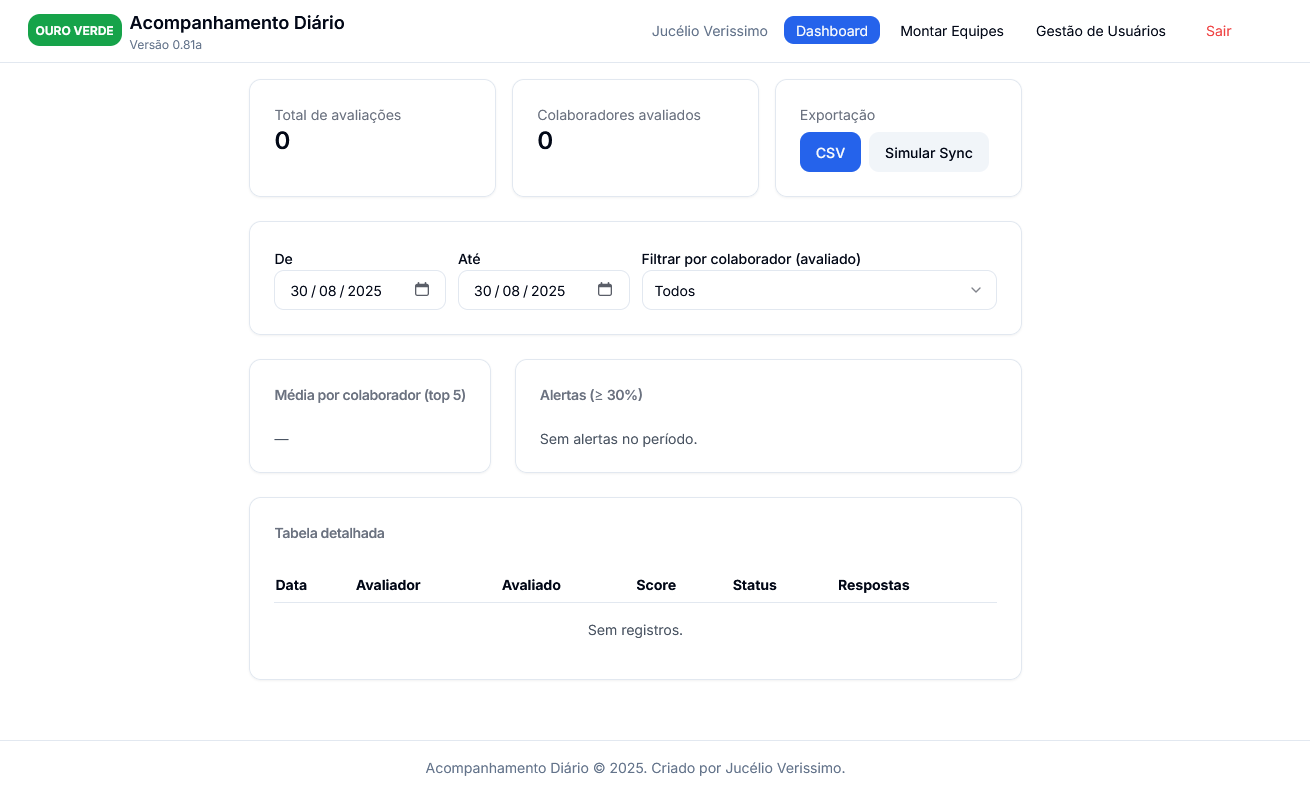 OURO VERDE
Acompanhamento Diário
Versão 0.81a
Jucélio Verissimo
Dashboard
Montar Equipes
Gestão de Usuários
Sair
Total de avaliações
0
Colaboradores avaliados
0
Exportação
CSV
Simular Sync
De
30 / 08 / 2025
Até
30 / 08 / 2025
Filtrar por colaborador (avaliado)
Todos
Média por colaborador (top 5)
—
Alertas (≥ 30%)
Sem alertas no período.
Tabela detalhada
Data Avaliador Avaliado Score Status Respostas
Sem registros.
Acompanhamento Diário © 2025. Criado por Jucélio Verissimo.